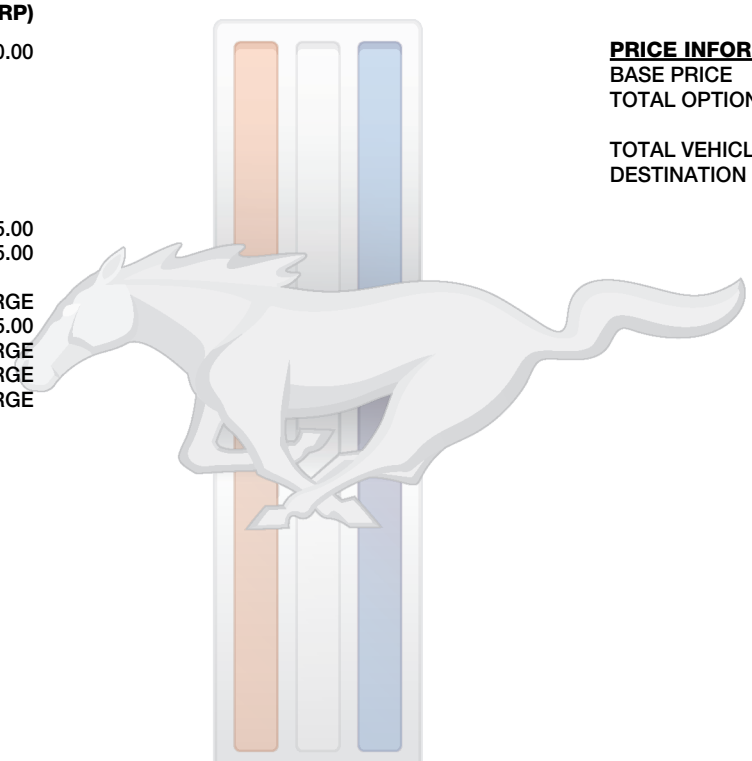 RP)
0.00
5.00
5.00
RGE
5.00
RGE
RGE
RGE
PRICE INFOR
BASE PRICE
TOTAL OPTION
TOTAL VEHICL
DESTINATION